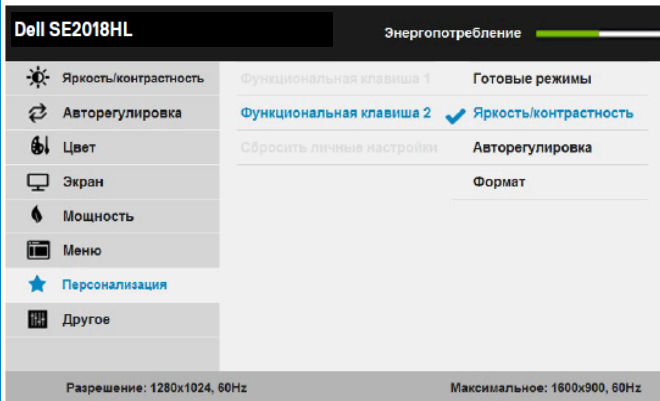 Dell SE2018HL
Энергопотребление
Яркость/контрастность Функциональная клавиша 1 Готовые режимы
Авторегулировка Функциональная клавиша 2 Яркость/контрастность
Цвет Сбросить личные настройки Авторегулировка
Экран Формат
Мощность
Меню
Персонализация
Другое
Разрешение: 1280x1024, 60Hz Максимальное: 1600x900, 60Hz